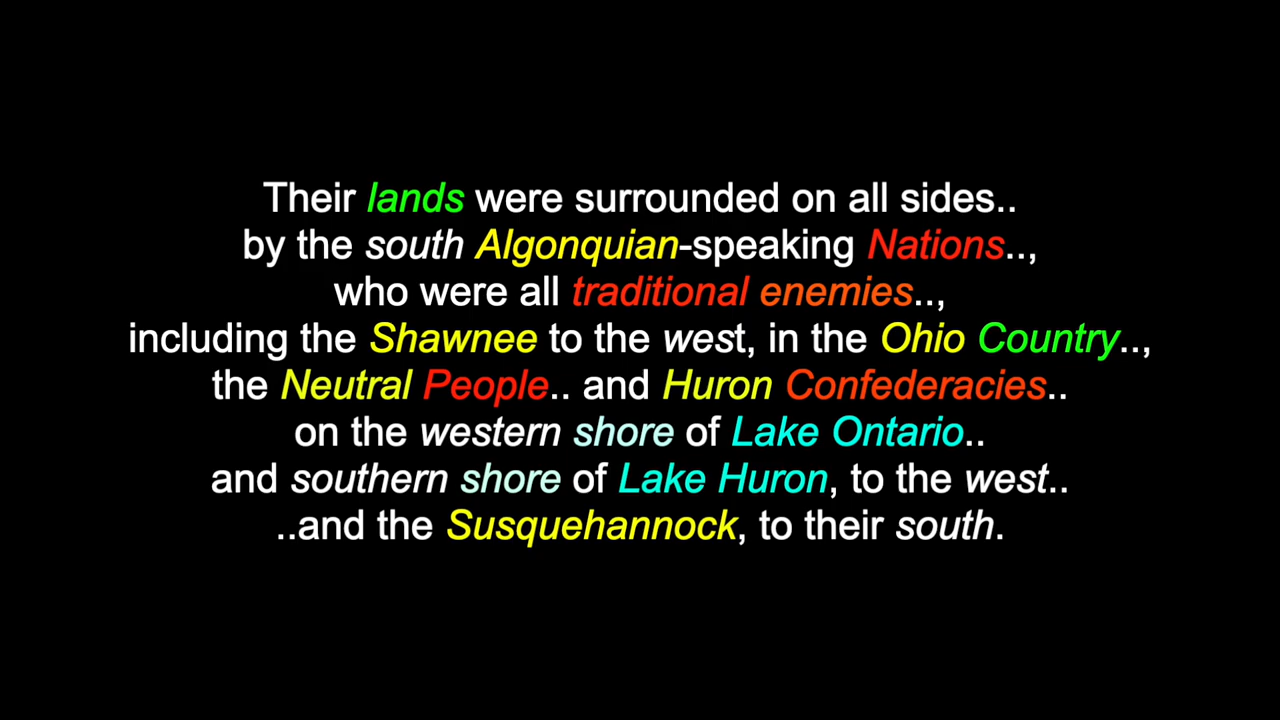 Their lands were surrounded on all sides..
by the south Algonquian-speaking Nations..,
who were all traditional enemies..,
including the Shawnee to the west, in the Ohio Country..,
the Neutral People.. and Huron Confederacies..
on the western shore of Lake Ontario..
and southern shore of Lake Huron, to the west..
..and the Susquehannock, to their south.